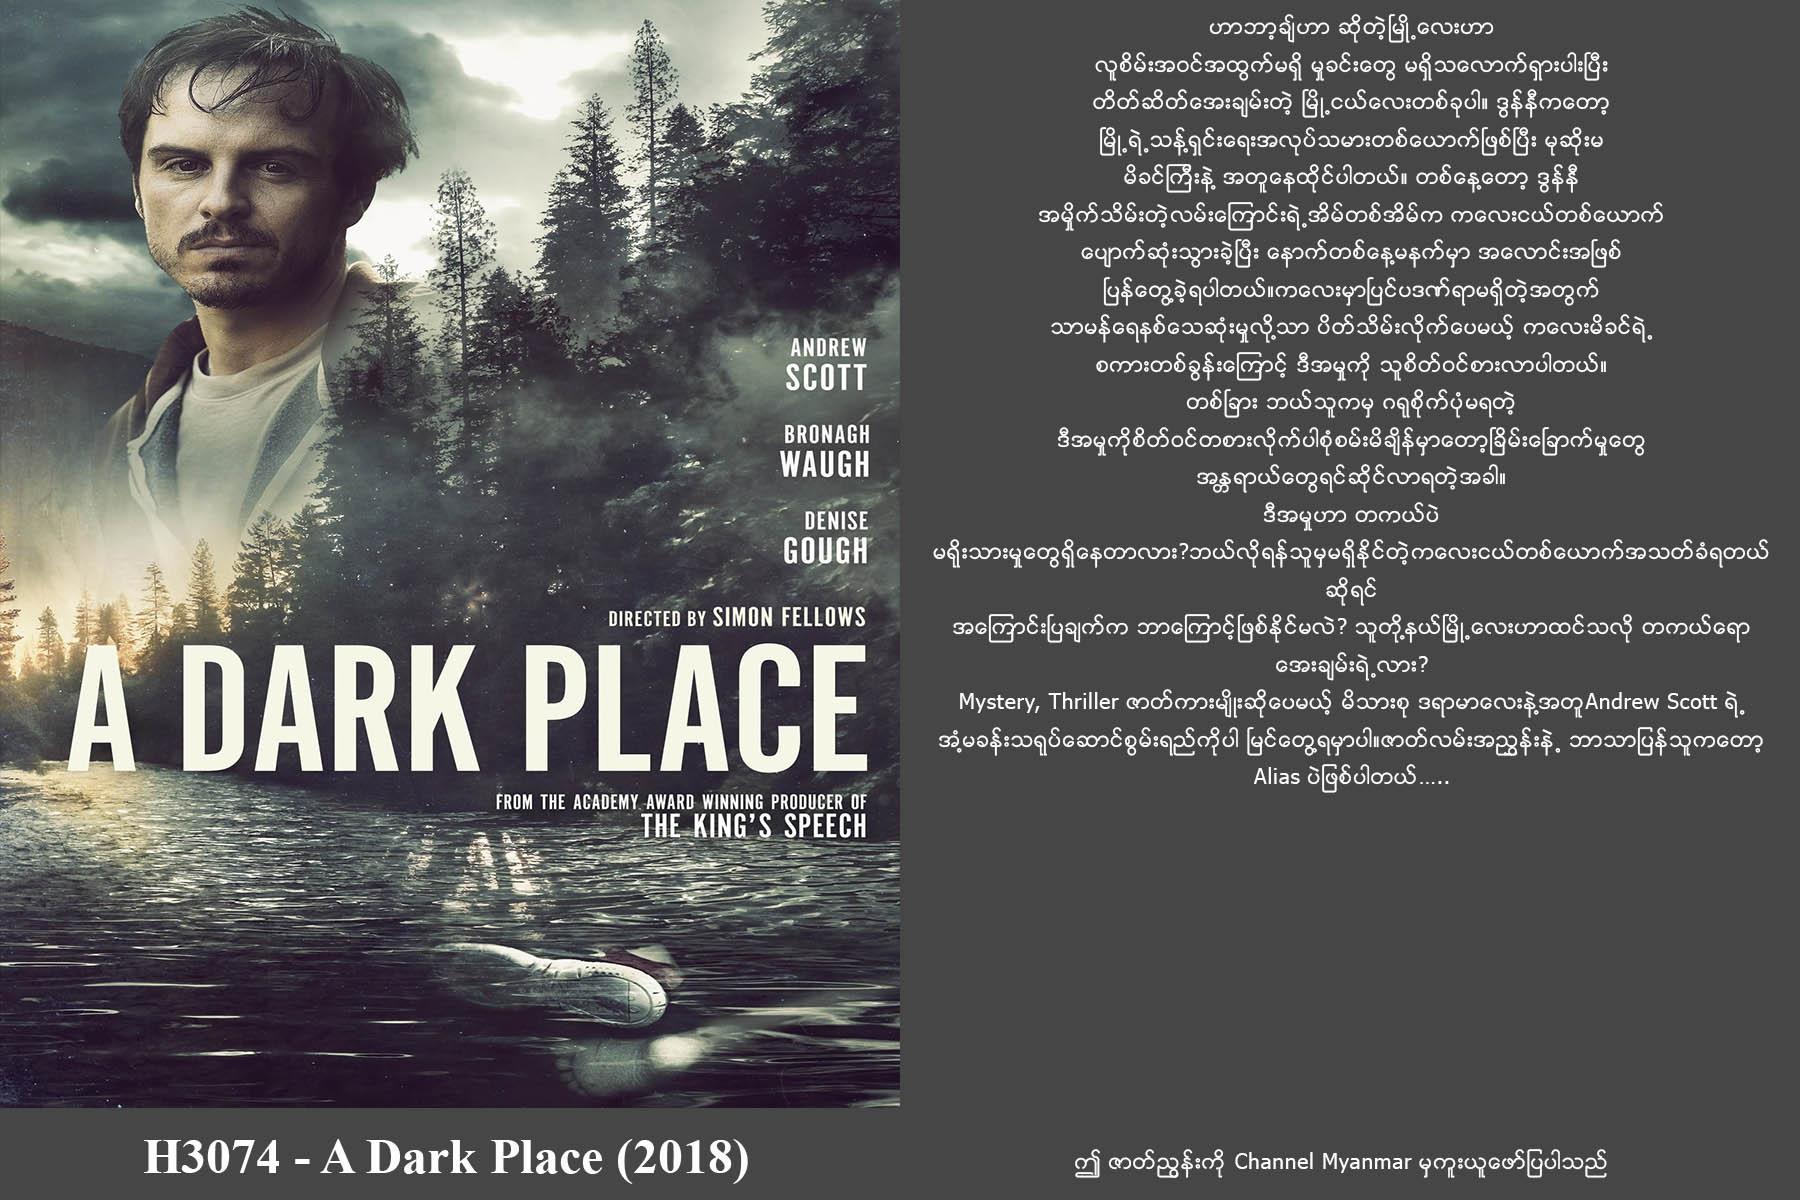 ANDREW
SCOTT
BRONAGH
WAUGH
DENISE
GOUGH
DIRECTED BY SIMON FELLOWS
A DARK PLACE
FROM THE ACADEMY AWARD WINNING PRODUCER OF
THE KING'S SPEECH
H3074 - A Dark Place (2018)
ဟာဘာ့ချ်ဟာ ဆိုတဲ့မြို့လေးဟာ
လူစိမ်းအဝင်အထွက်မရှိ မှုခင်းတွေ မရှိသလောက်ရှားပါးပြီး
တိတ်ဆိတ်အေးချမ်းတဲ့ မြို့ငယ်လေးတစ်ခုပါ။ ဒွန်နီကတော့
မြို့ရဲ့သန့်ရှင်းရေးအလုပ်သမားတစ်ယောက်ဖြစ်ပြီး မုဆိုးမ
မိခင်ကြီးနဲ့ အတူနေထိုင်ပါတယ်။ တစ်နေ့တော့ ဒွန်နီ
အမှိုက်သိမ်းတဲ့လမ်းကြောင်းရဲ့အိမ်တစ်အိမ်က ကလေးငယ်တစ်ယောက်
ပျောက်ဆုံးသွားခဲ့ပြီး နောက်တစ်နေ့မနက်မှာ အလောင်းအဖြစ်
ပြန်တွေ့ခဲ့ရပါတယ်။ကလေးမှာပြင်ပဒဏ်ရာမရှိတဲ့အတွက်
သာမန်ရေနစ်သေဆုံးမှုလို့သာ ပိတ်သိမ်းလိုက်ပေမယ့် ကလေးမိခင်ရဲ့
စကားတစ်ခွန်းကြောင့် ဒီအမှုကို သူစိတ်ဝင်စားလာပါတယ်။
တစ်ခြား ဘယ်သူကမှ ဂရုစိုက်ပုံမရတဲ့
ဒီအမှုကိုစိတ်ဝင်တစားလိုက်ပါစုံစမ်းမိချိန်မှာတော့ခြိမ်းခြောက်မှုတွေ
အန္တရာယ်တွေရင်ဆိုင်လာရတဲ့အခါ။
ဒီအမှုဟာ တကယ်ပဲ
မရိုးသားမှုတွေရှိနေတာလား?ဘယ်လိုရန်သူမှမရှိနိုင်တဲ့ကလေးငယ်တစ်ယောက်အသတ်ခံရတယ်
ဆိုရင်
အကြောင်းပြချက်က ဘာကြောင့်ဖြစ်နိုင်မလဲ? သူတို့နယ်မြို့လေးဟာထင်သလို တကယ်ရော
အေးချမ်းရဲ့လား?
Mystery, Thriller ဇာတ်ကားမျိုးဆိုပေမယ့် မိသားစု ဒရာမာလေးနဲ့အတူAndrew Scott ရဲ့
အံ့မခန်းသရုပ်ဆောင်စွမ်းရည်ကိုပါ မြင်တွေ့ရမှာပါ။ဇာတ်လမ်းအညွှန်းနဲ့ ဘာသာပြန်သူကတော့
Alias ပဲဖြစ်ပါတယ်…..
ဤ ဇာတ်ညွှန်းကို Channel Myanmar မှကူးယူဖော်ပြပါသည်